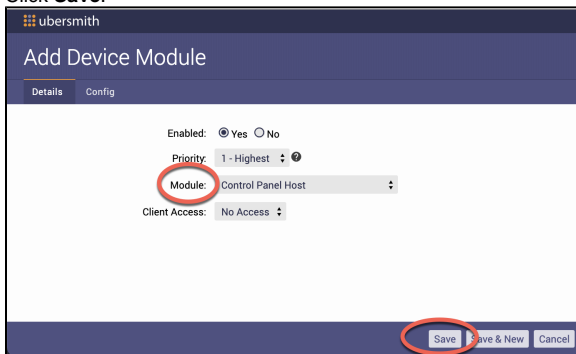 Click Save.
ubersmith
Add Device Module
Details Config
Enabled: Yes No
Priority: 1 - Highest ?
Module: Control Panel Host
Client Access: No Access
Save Save & New Cancel